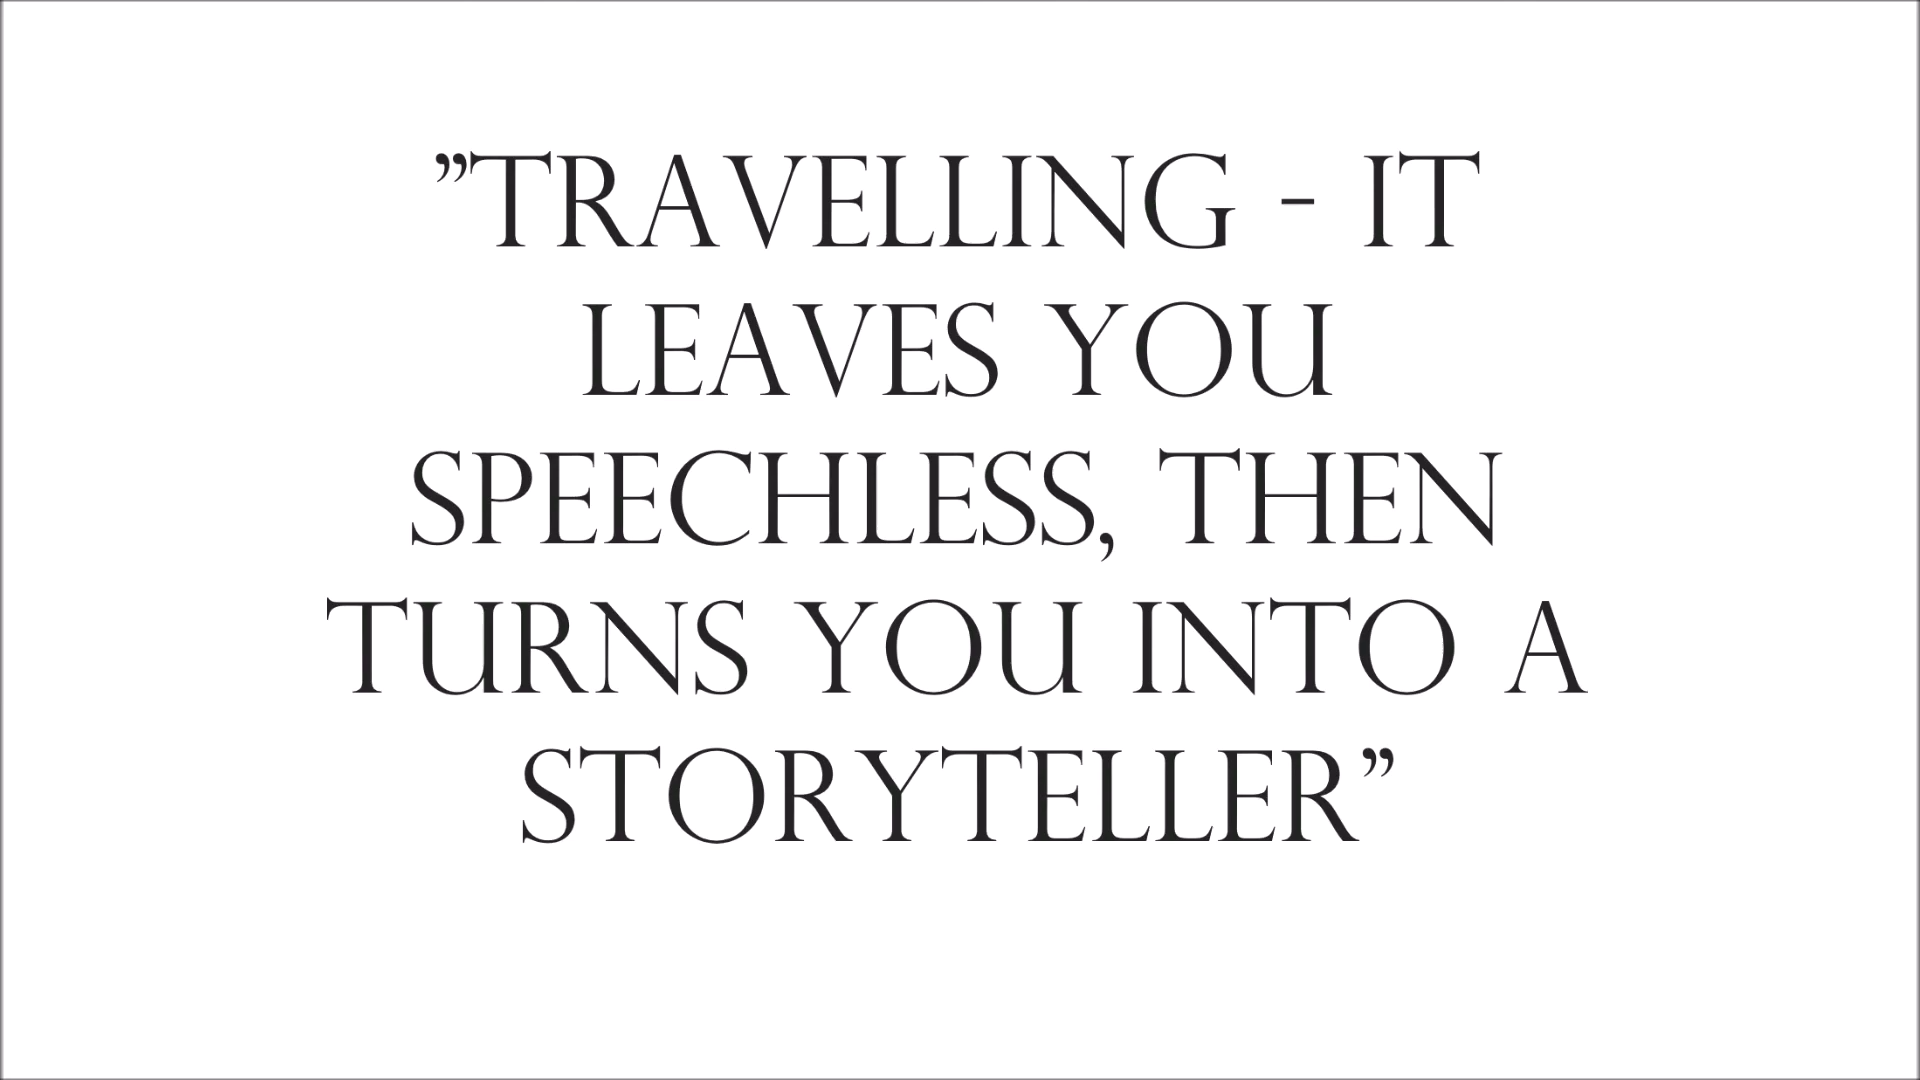 ”TRAVELLING - IT
LEAVES YOU
SPEECHLESS, THEN
TURNS YOU INTO A
STORYTELLER”